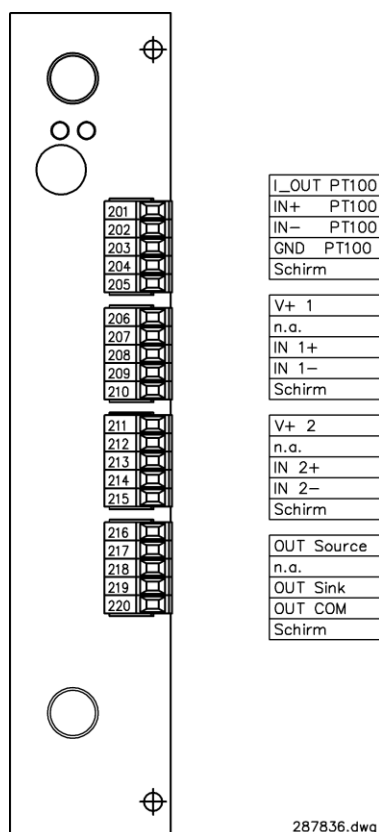 201
202
203
204
205
206
207
208
209
210
211
212
213
214
215
216
217
218
219
220
I_OUT PT100
IN+ PT100
IN− PT100
GND PT100
Schirm
V+ 1
n.a.
IN 1+
IN 1−
Schirm
V+ 2
n.a.
IN 2+
IN 2−
Schirm
OUT Source
n.a.
OUT Sink
OUT COM
Schirm
287836.dwg